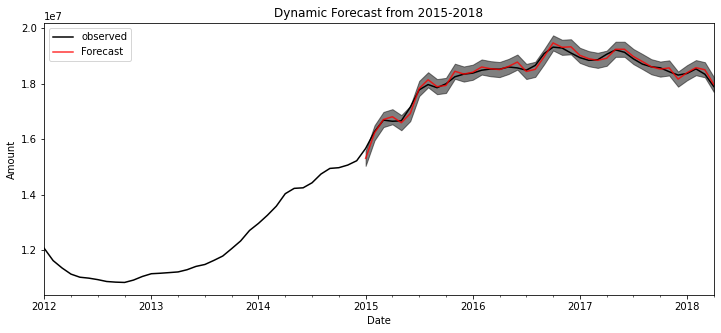 Dynamic Forecast from 2015-2018
1e7
observed
Forecast
2.0
1.8
1.6
1.4
1.2
Amount
2012 2013 2014 2015 2016 2017 2018
Date